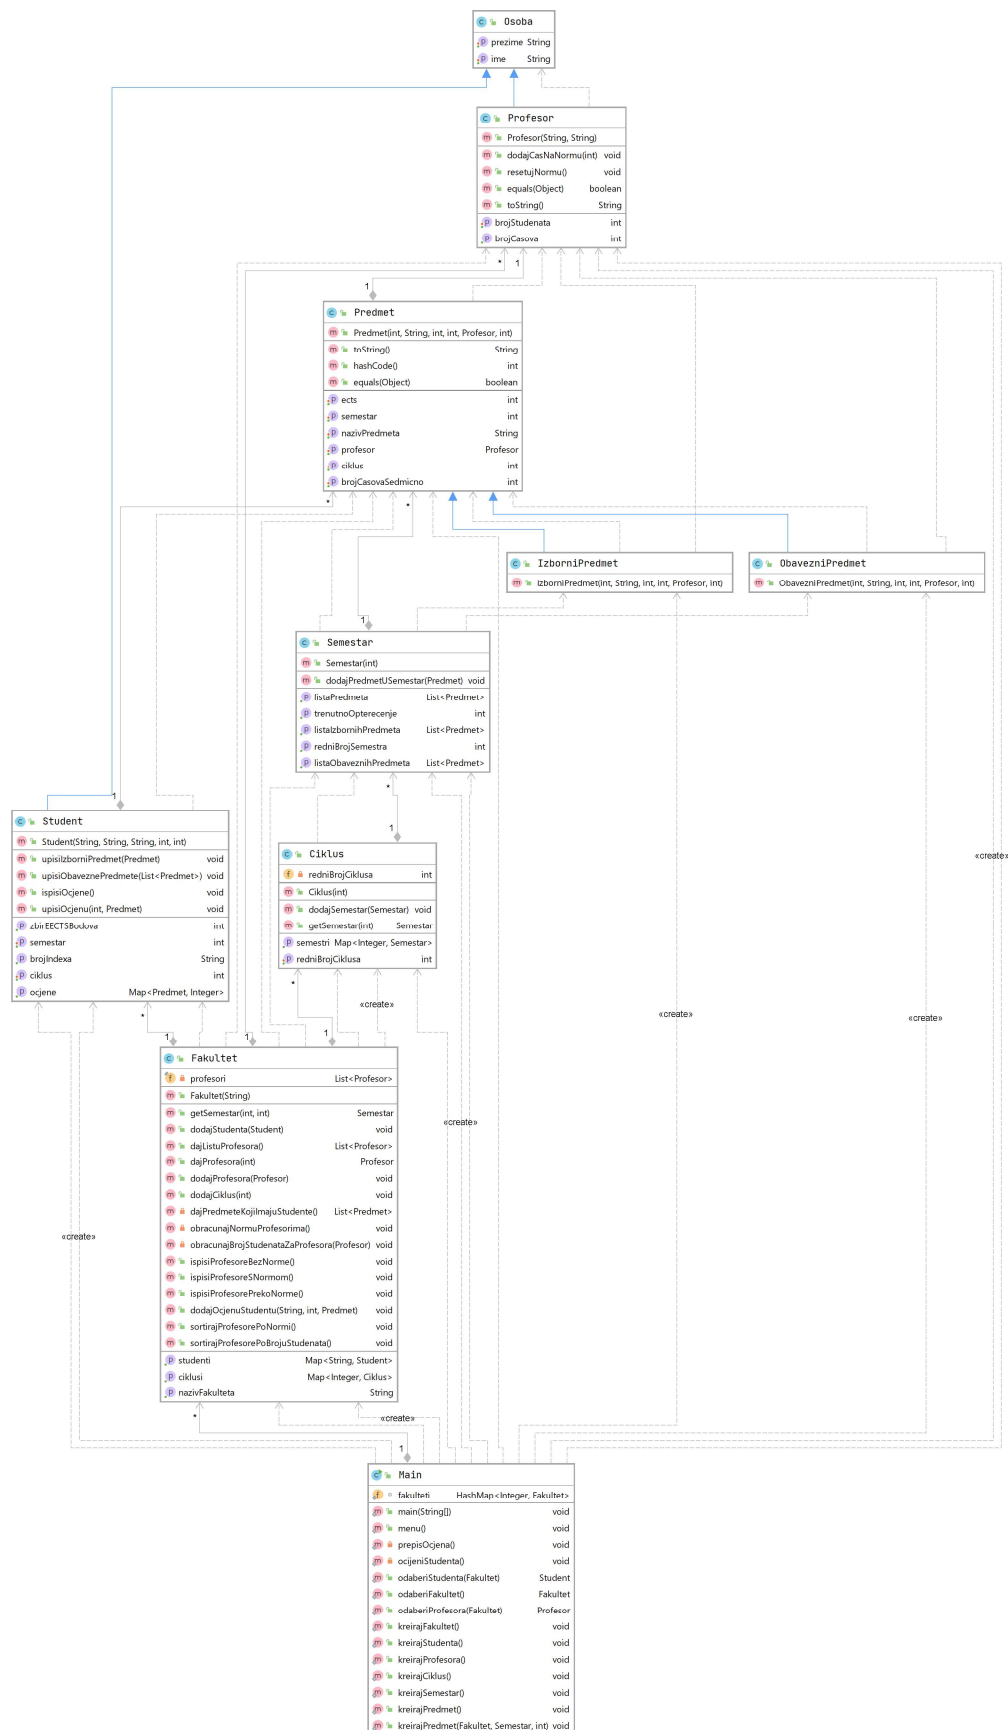 Osoba
prezime String
ime String
Profesor
Profesor(String, String)
dodajCasNaNormu(int) void
resetujNormu() void
equals(Object) boolean
toString() String
brojStudenata int
brojCasova int
* 1
1
Predmet
Predmet(int, String, int, int, Profesor, int)
toString() String
hashCode() int
equals(Object) boolean
ects int
semestar int
nazivPredmeta String
profesor Profesor
ciklus int
brojCasovaSedmicno int
* *
IzborniPredmet
IzborniPredmet(int, String, int, int, Profesor, int)
ObavezniPredmet
ObavezniPredmet(int, String, int, int, Profesor, int)
1
Semestar
Semestar(int)
dodajPredmetUSemestar(Predmet) void
listaPredmeta List<Predmet>
trenutnoOpterecenje int
listaIzbornihPredmeta List<Predmet>
redniBrojSemestra int
listaObaveznihPredmeta List<Predmet>
*
1
1
Student
Student(String, String, String, int, int)
upisiIzborniPredmet(Predmet) void
upisiObaveznePredmete(List<Predmet>) void
ispisiOcjene() void
upisiOcjenu(int, Predmet) void
zbirEECTSBodova int
semestar int
brojIndexa String
ciklus int
ocjene Map<Predmet, Integer>
Ciklus
redniBrojCiklusa int
Ciklus(int)
dodajSemestar(Semestar) void
getSemestar(int) Semestar
semestri Map<Integer, Semestar>
redniBrojCiklusa int
«create»
*
«create»
«create»
«create»
*
1 1 1
Fakultet
profesori List<Profesor>
Fakultet(String)
getSemestar(int, int) Semestar
dodajStudenta(Student) void
dajListuProfesora() List<Profesor>
dajProfesora(int) Profesor
dodajProfesora(Profesor) void
dodajCiklus(int) void
dajPredmeteKojiImajuStudente() List<Predmet>
obracunajNormuProfesorima() void
obracunajBrojStudenataZaProfesora(Profesor) void
ispisiProfesoreBezNorme() void
ispisiProfesoreSNormom() void
ispisiProfesorePrekoNorme() void
dodajOcjenuStudentu(String, int, Predmet) void
sortirajProfesorePoNormi() void
sortirajProfesorePoBrojuStudenata() void
studenti Map<String, Student>
ciklusi Map<Integer, Ciklus>
nazivFakulteta String
«create»
«create»
* «create»
1
Main
fakulteti HashMap<Integer, Fakultet>
main(String[]) void
menu() void
prepisOcjena() void
ocijeniStudenta() void
odaberiStudenta(Fakultet) Student
odaberiFakultet() Fakultet
odaberiProfesora(Fakultet) Profesor
kreirajFakultet() void
kreirajStudenta() void
kreirajProfesora() void
kreirajCiklus() void
kreirajSemestar() void
kreirajPredmet() void
kreirajPredmet(Fakultet, Semestar, int) void